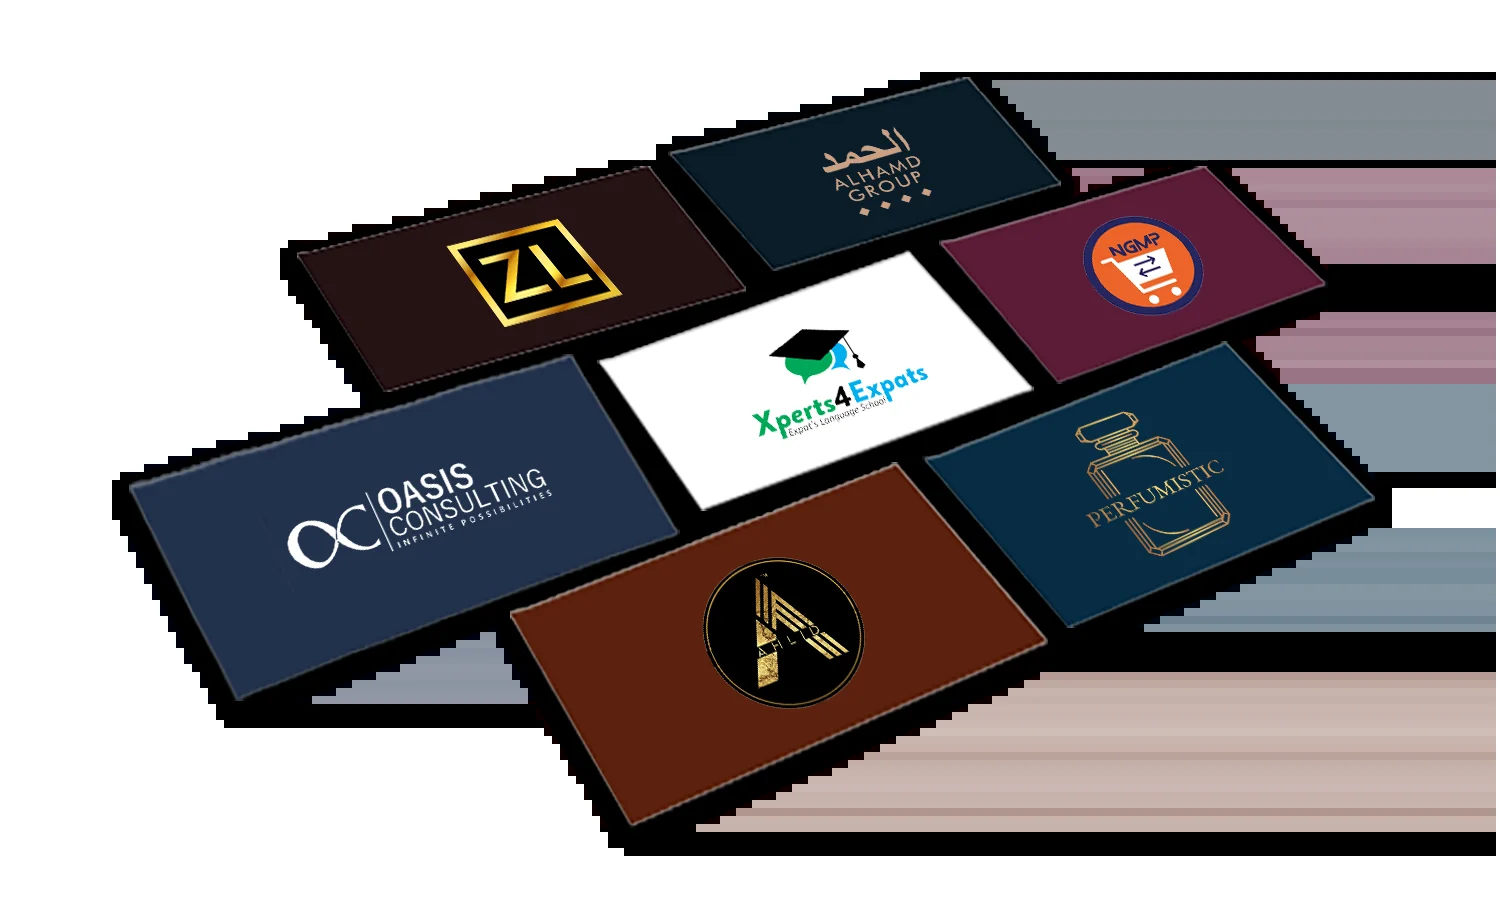 الحمد
ALHAMD
GROUP
ZL
NGMP
Xperts4Expats
Expat's Language School
OASIS
CONSULTING
INFINITE POSSIBILITIES
PERFUMISTIC
AHLID